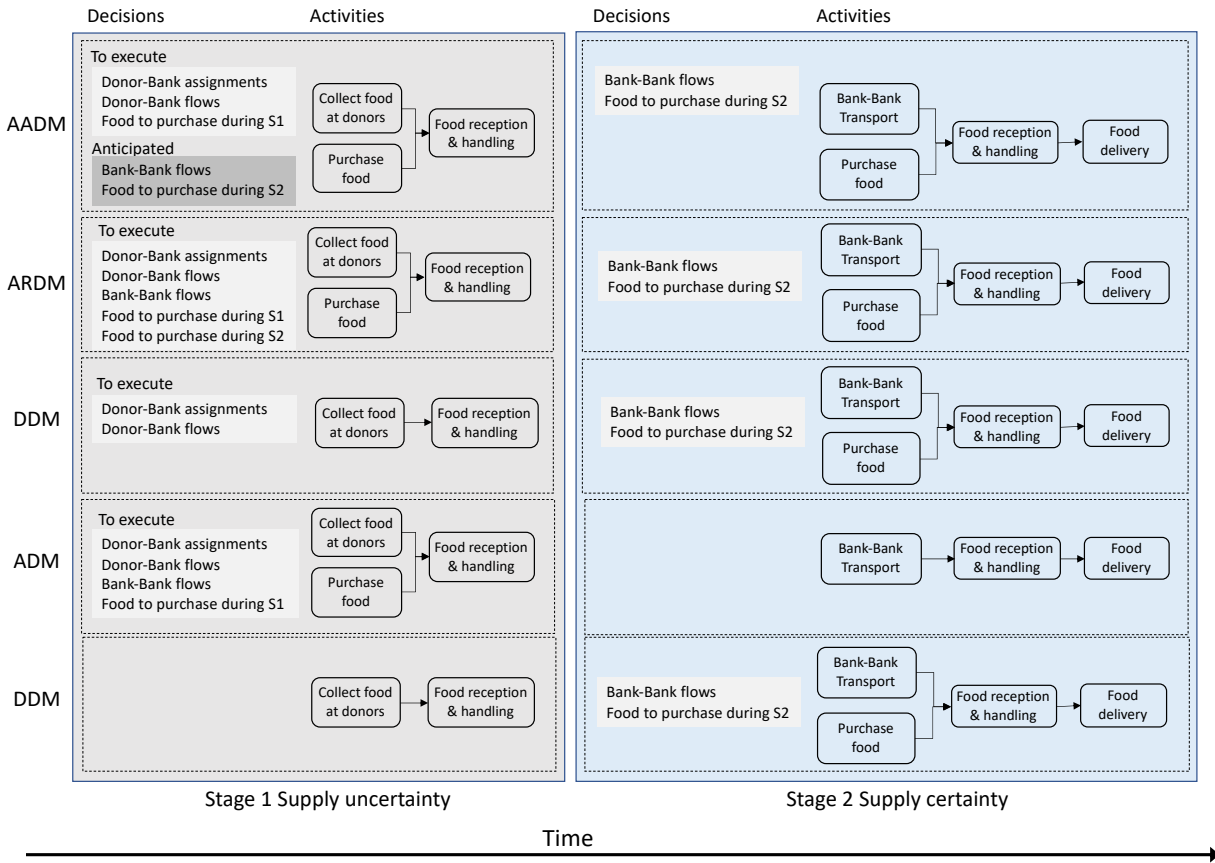 Decisions
Activities
Decisions
Activities
AADM
To execute
Donor-Bank assignments
Donor-Bank flows
Food to purchase during S1
Anticipated
Bank-Bank flows
Food to purchase during S2
Collect food
at donors
Purchase
food
Food reception
& handling
Bank-Bank flows
Food to purchase during S2
Bank-Bank
Transport
Purchase
food
Food reception
& handling
Food
delivery
ARDM
To execute
Donor-Bank assignments
Donor-Bank flows
Bank-Bank flows
Food to purchase during S1
Food to purchase during S2
Collect food
at donors
Purchase
food
Food reception
& handling
Bank-Bank flows
Food to purchase during S2
Bank-Bank
Transport
Purchase
food
Food reception
& handling
Food
delivery
DDM
To execute
Donor-Bank assignments
Donor-Bank flows
Collect food
at donors
Food reception
& handling
Bank-Bank flows
Food to purchase during S2
Bank-Bank
Transport
Purchase
food
Food reception
& handling
Food
delivery
ADM
To execute
Donor-Bank assignments
Donor-Bank flows
Bank-Bank flows
Food to purchase during S1
Collect food
at donors
Purchase
food
Food reception
& handling
Bank-Bank
Transport
Food reception
& handling
Food
delivery
DDM
Collect food
at donors
Food reception
& handling
Bank-Bank flows
Food to purchase during S2
Bank-Bank
Transport
Purchase
food
Food reception
& handling
Food
delivery
Stage 1 Supply uncertainty
Stage 2 Supply certainty
Time